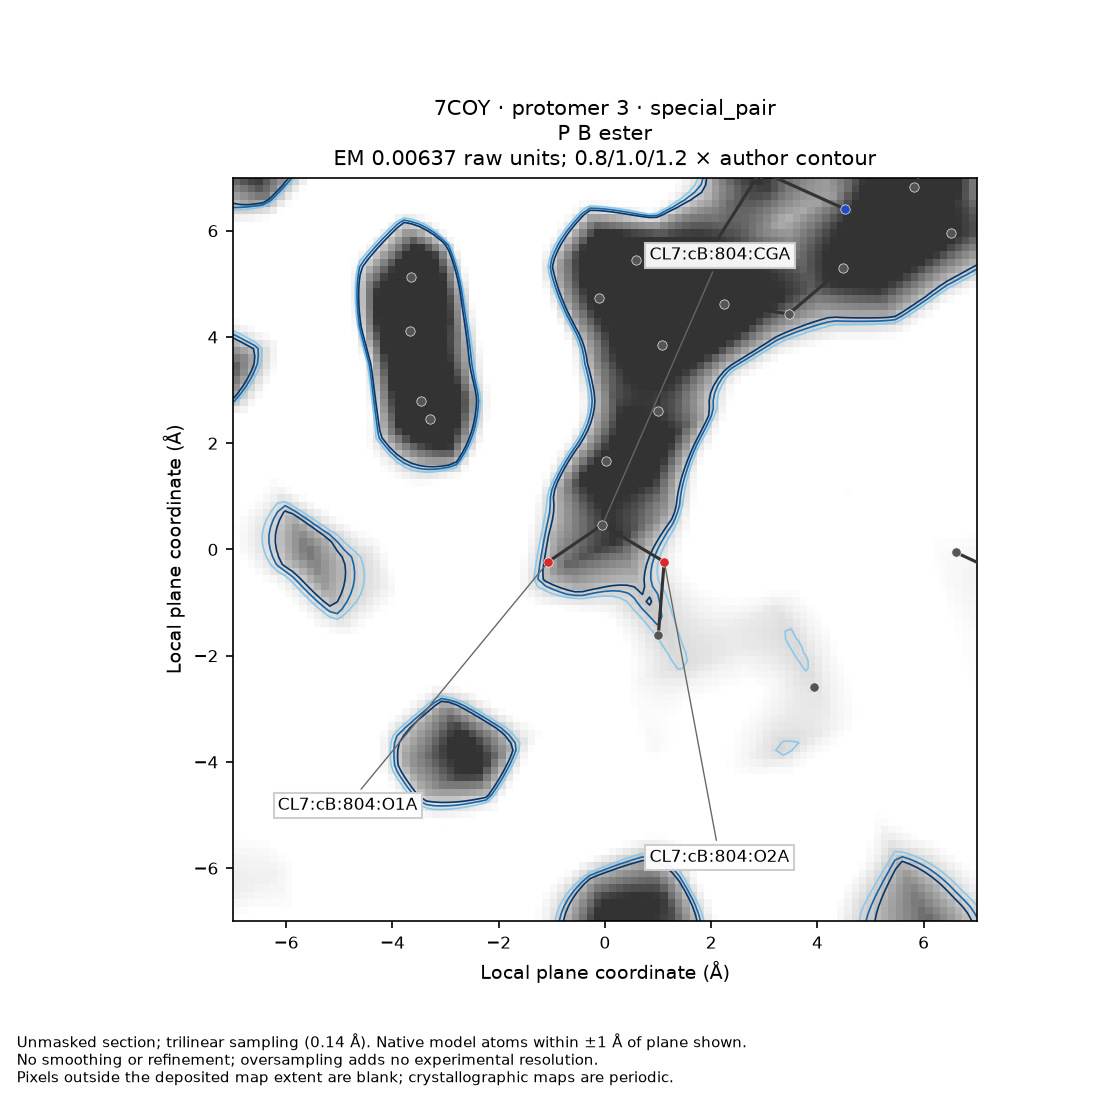 7COY · protomer 3 · special_pair
P B ester
EM 0.00637 raw units; 0.8/1.0/1.2 × author contour
Local plane coordinate (Å)
6
4
2
0
−2
−4
−6
CL7:cB:804:CGA
CL7:cB:804:O1A
CL7:cB:804:O2A
−6 −4 −2 0 2 4 6
Local plane coordinate (Å)
Unmasked section; trilinear sampling (0.14 Å). Native model atoms within ±1 Å of plane shown.
No smoothing or refinement; oversampling adds no experimental resolution.
Pixels outside the deposited map extent are blank; crystallographic maps are periodic.